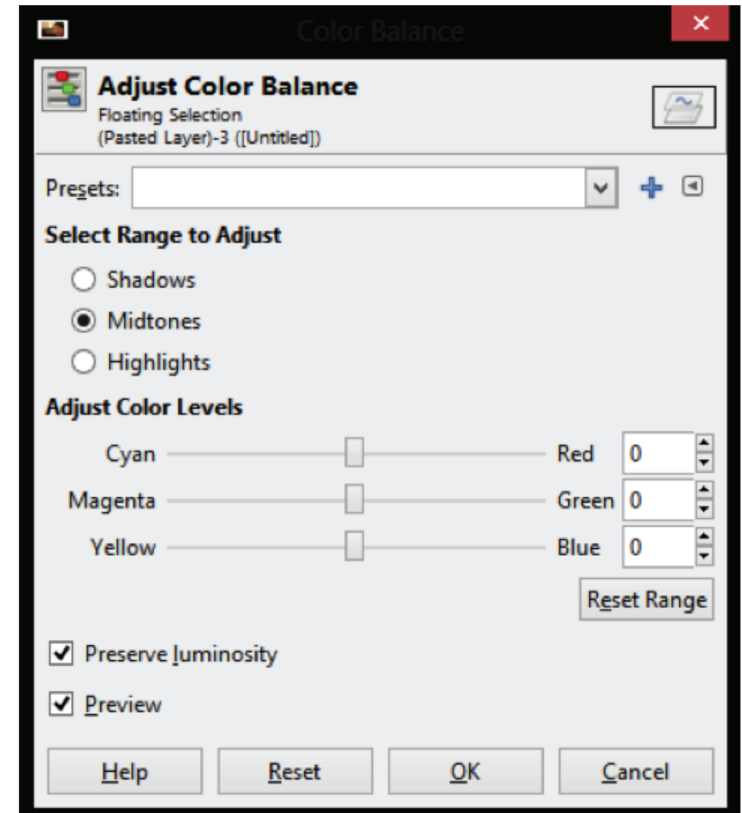 Color Balance
Adjust Color Balance
Floating Selection
(Pasted Layer)-3 ([Untitled])
Presets:
Select Range to Adjust
Shadows
Midtones
Highlights
Adjust Color Levels
Cyan Red 0
Magenta Green 0
Yellow Blue 0
Reset Range
Preserve luminosity
Preview
Help Reset OK Cancel